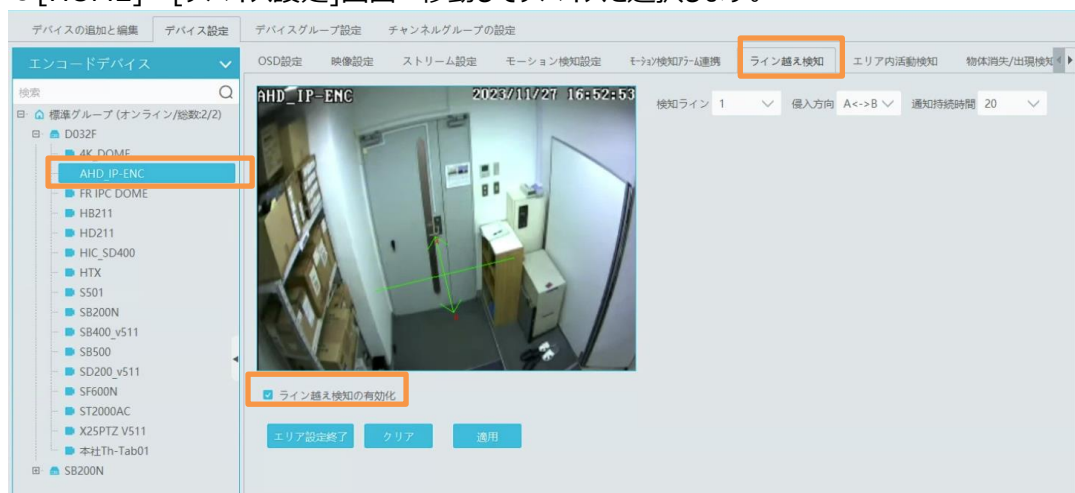 デバイスの追加と編集 デバイス設定 デバイスグループ設定 チャンネルグループの設定
エンコードデバイス
OSD設定 映像設定 ストリーム設定 モーション検知設定 ﾓｰｼｮﾝ検知ｱﾗｰﾑ連携 ライン越え検知 エリア内活動検知 物体消失/出現検知
検索
標準グループ (オンライン/総数:2/2)
D032F
4K_DOME
AHD_IP-ENC
FR IPC DOME
HB211
HD211
HIC_SD400
HTX
S501
SB200N
SB400_v511
SB500
SD200_v511
SF600N
ST2000AC
X25PTZ V511
本社Th-Tab01
SB200N
AHD_IP-ENC 2023/11/27 16:52:53
検知ライン 1 侵入方向 A<->B 通知持続時間 20
ライン越え検知の有効化
エリア設定終了 クリア 適用